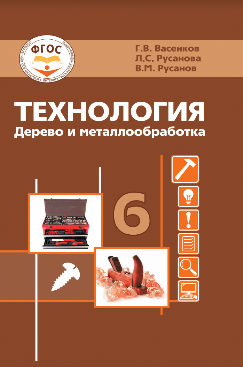 ФГОС
Г.В. Васенков
Л.С. Русанова
В.М. Русанов
ТЕХНОЛОГИЯ
Дерево и металлообработка
6